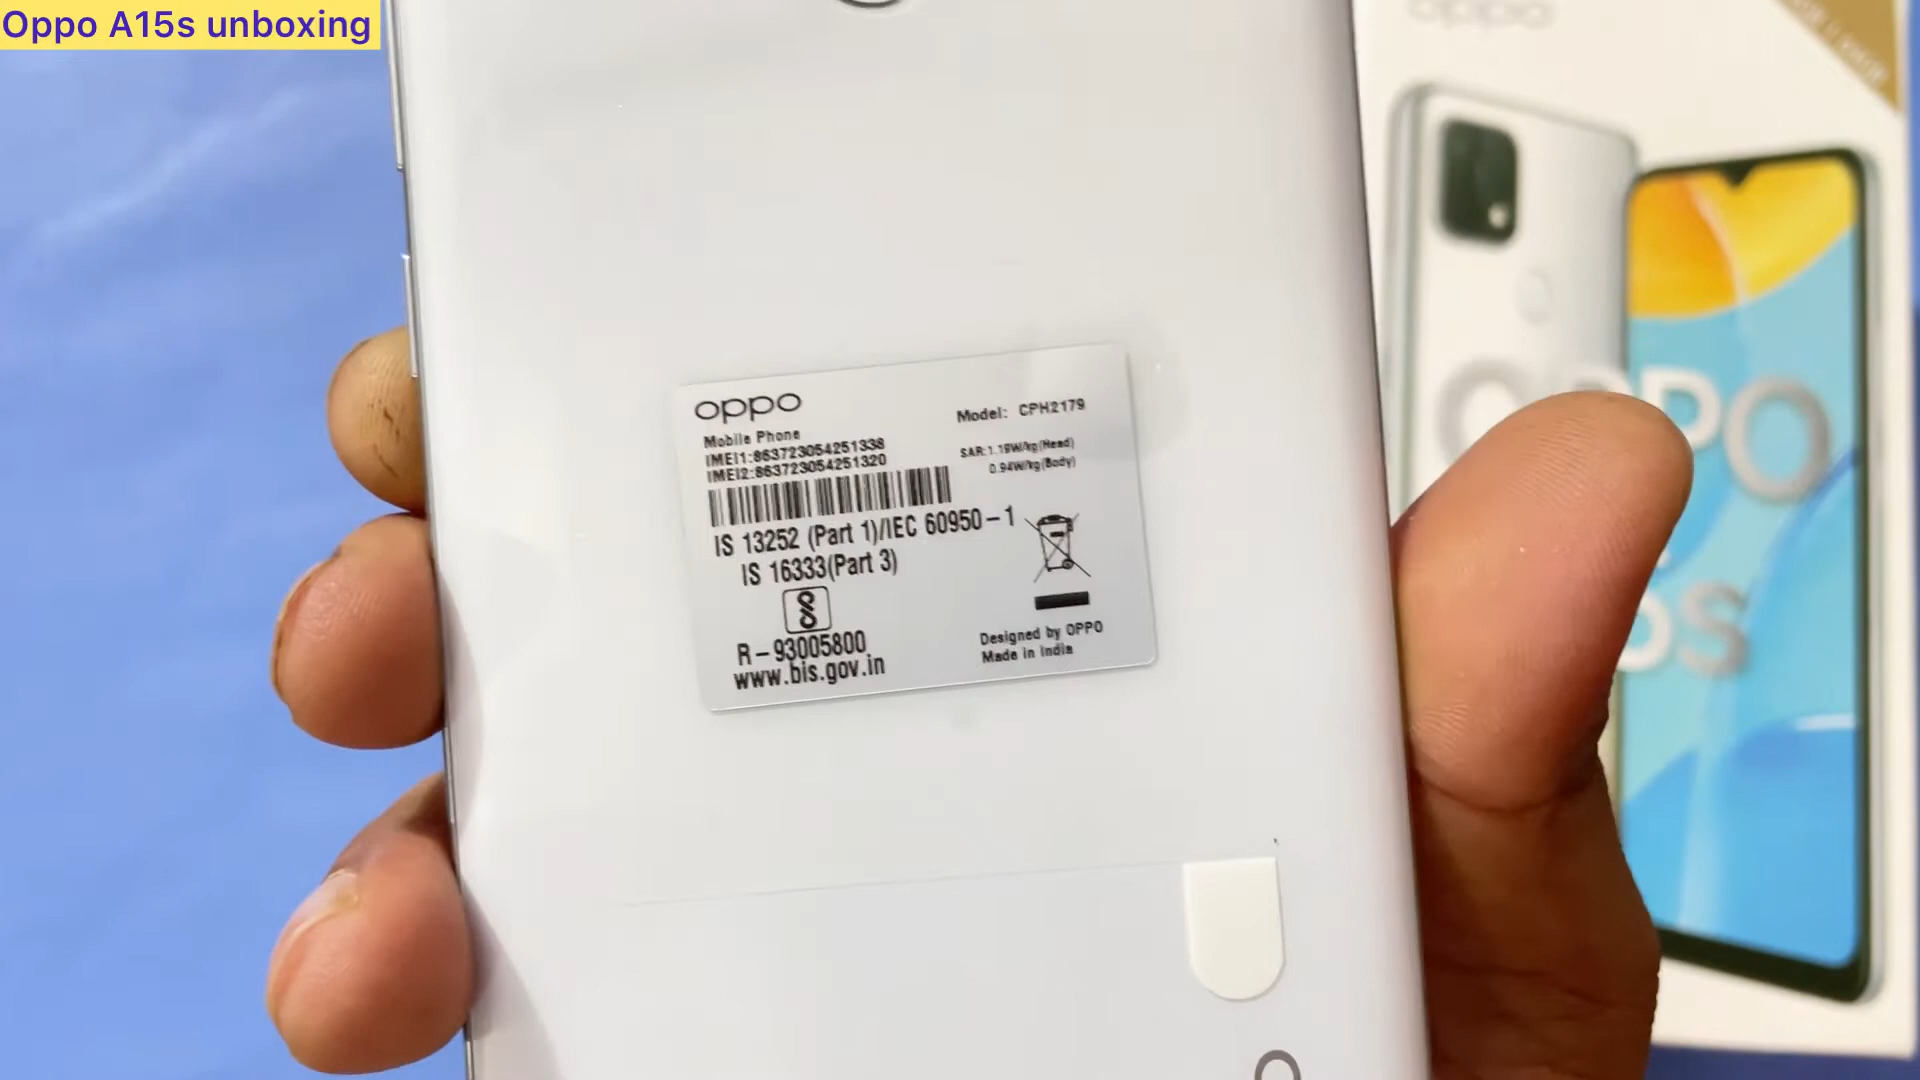 Oppo A15s unboxing
oppo
oppo
Mobile Phone
IMEI1:863723054251338
IMEI2:863723054251320
Model: CPH2179
SAR:1.19W/kg(Head)
0.94W/kg(Body)
IS 13252 (Part 1)/IEC 60950-1
IS 16333(Part 3)
R-93005800
www.bis.gov.in
Designed by OPPO
Made in India
OPPO